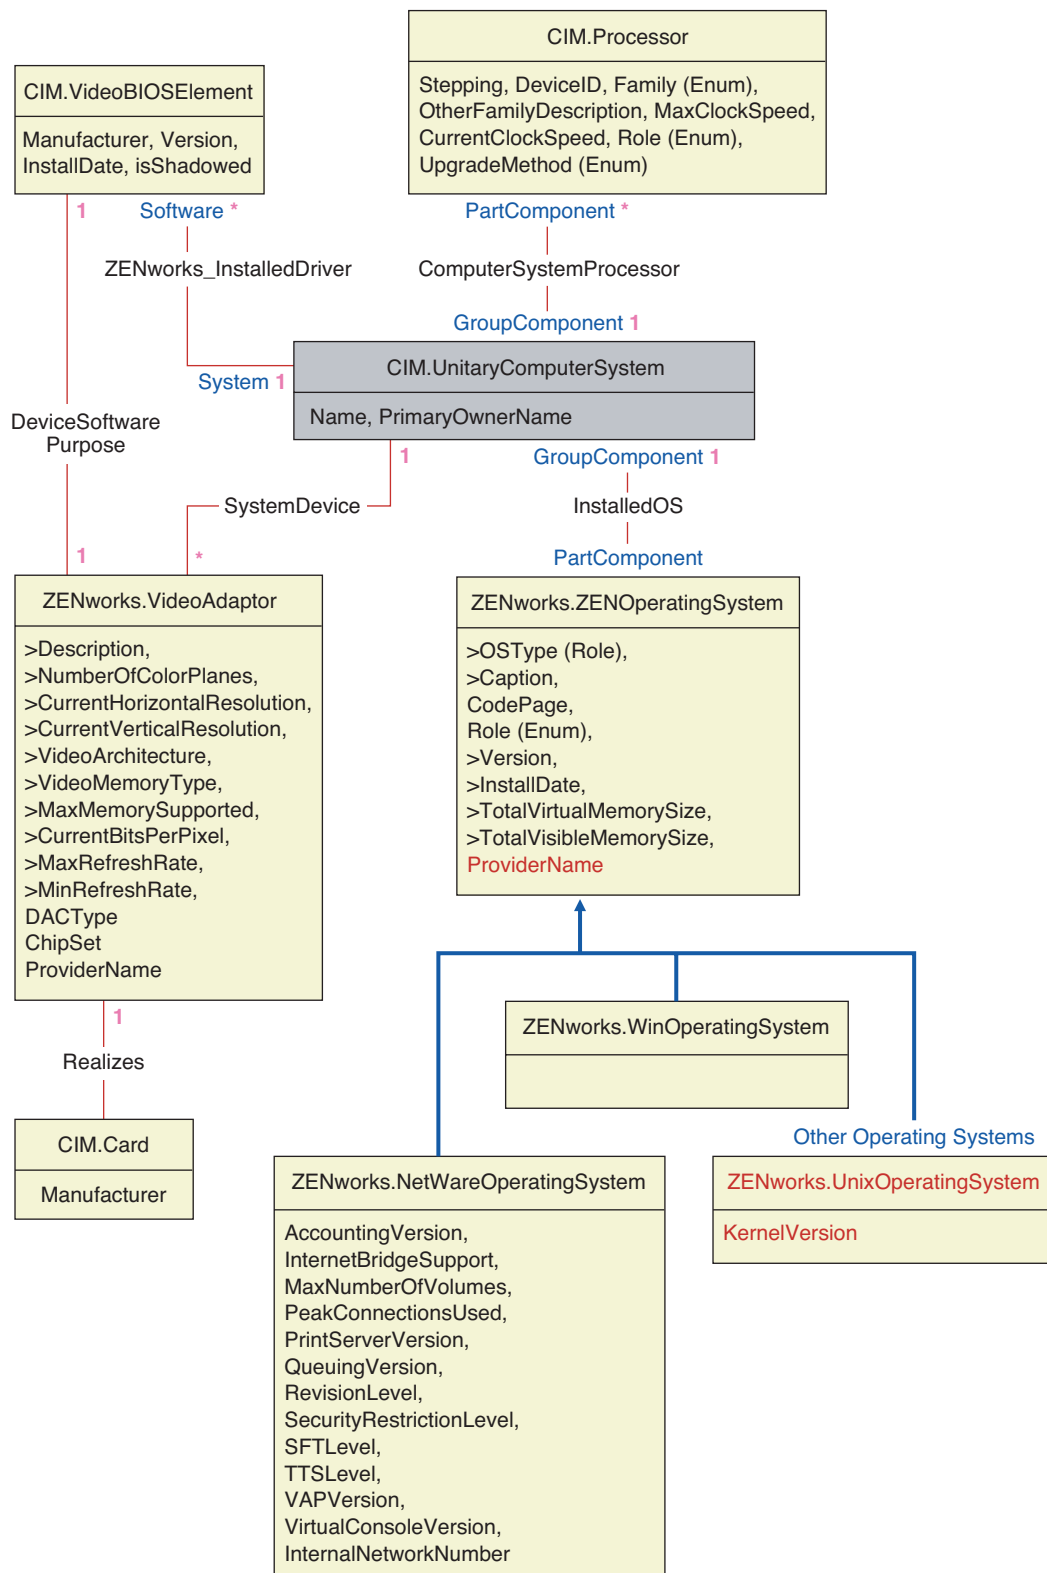 CIM.Processor
Stepping, DeviceID, Family (Enum),
OtherFamilyDescription, MaxClockSpeed,
CurrentClockSpeed, Role (Enum),
UpgradeMethod (Enum)
CIM.VideoBIOSElement
Manufacturer, Version,
InstallDate, isShadowed
1
Software *
PartComponent *
ZENworks_InstalledDriver
ComputerSystemProcessor
GroupComponent 1
CIM.UnitaryComputerSystem
System 1
Name, PrimaryOwnerName
DeviceSoftware
Purpose
1
GroupComponent 1
SystemDevice
InstalledOS
1
*
PartComponent
ZENworks.VideoAdaptor
>Description,
>NumberOfColorPlanes,
>CurrentHorizontalResolution,
>CurrentVerticalResolution,
>VideoArchitecture,
>VideoMemoryType,
>MaxMemorySupported,
>CurrentBitsPerPixel,
>MaxRefreshRate,
>MinRefreshRate,
DACType
ChipSet
ProviderName
ZENworks.ZENOperatingSystem
>OSType (Role),
>Caption,
CodePage,
Role (Enum),
>Version,
>InstallDate,
>TotalVirtualMemorySize,
>TotalVisibleMemorySize,
ProviderName
1
Realizes
CIM.Card
Manufacturer
ZENworks.WinOperatingSystem
Other Operating Systems
ZENworks.NetWareOperatingSystem
AccountingVersion,
InternetBridgeSupport,
MaxNumberOfVolumes,
PeakConnectionsUsed,
PrintServerVersion,
QueuingVersion,
RevisionLevel,
SecurityRestrictionLevel,
SFTLevel,
TTSLevel,
VAPVersion,
VirtualConsoleVersion,
InternalNetworkNumber
ZENworks.UnixOperatingSystem
KernelVersion